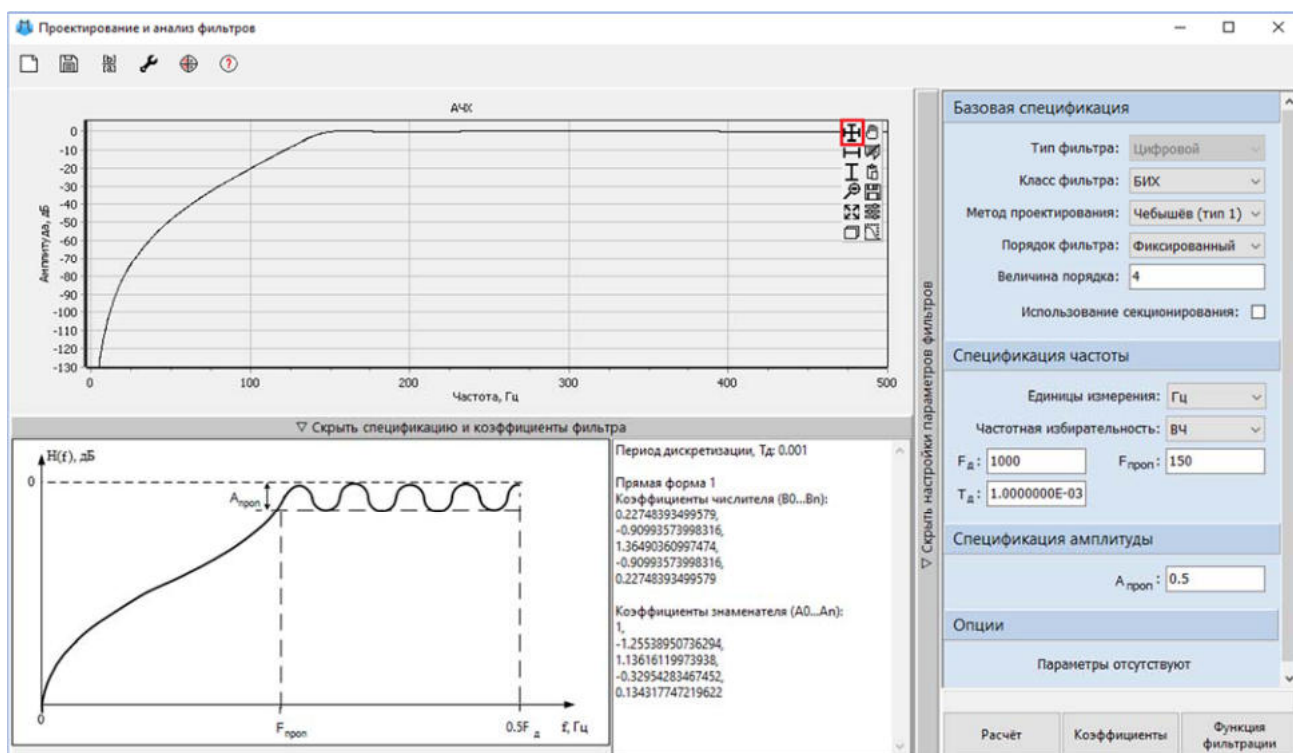 Проектирование и анализ фильтров
АЧХ
Амплитуда, дБ
0
-10
-20
-30
-40
-50
-60
-70
-80
-90
-100
-110
-120
-130
0 100 200 300 400 500
Частота, Гц
▽ Скрыть спецификацию и коэффициенты фильтра
H(f), дБ
0
Aпроп
0
Fпроп
0.5F д
f, Гц
Период дискретизации, Тд: 0.001
Прямая форма 1
Коэффициенты числителя (B0...Bn):
0.22748393499579,
-0.90993573998316,
1.36490360997474,
-0.90993573998316,
0.22748393499579
Коэффициенты знаменателя (A0...An):
1,
-1.25538950736294,
1.13616119973938,
-0.32954283467452,
0.134317747219622
▽ Скрыть настройки параметров фильтров
Базовая спецификация
Тип фильтра: Цифровой
Класс фильтра: БИХ
Метод проектирования: Чебышёв (тип 1)
Порядок фильтра: Фиксированный
Величина порядка: 4
Использование секционирования:
Спецификация частоты
Единицы измерения: Гц
Частотная избирательность: ВЧ
Fд: 1000 Fпроп: 150
Tд: 1.0000000E-03
Спецификация амплитуды
Aпроп: 0.5
Опции
Параметры отсутствуют
Расчёт Коэффициенты Функция
фильтрации